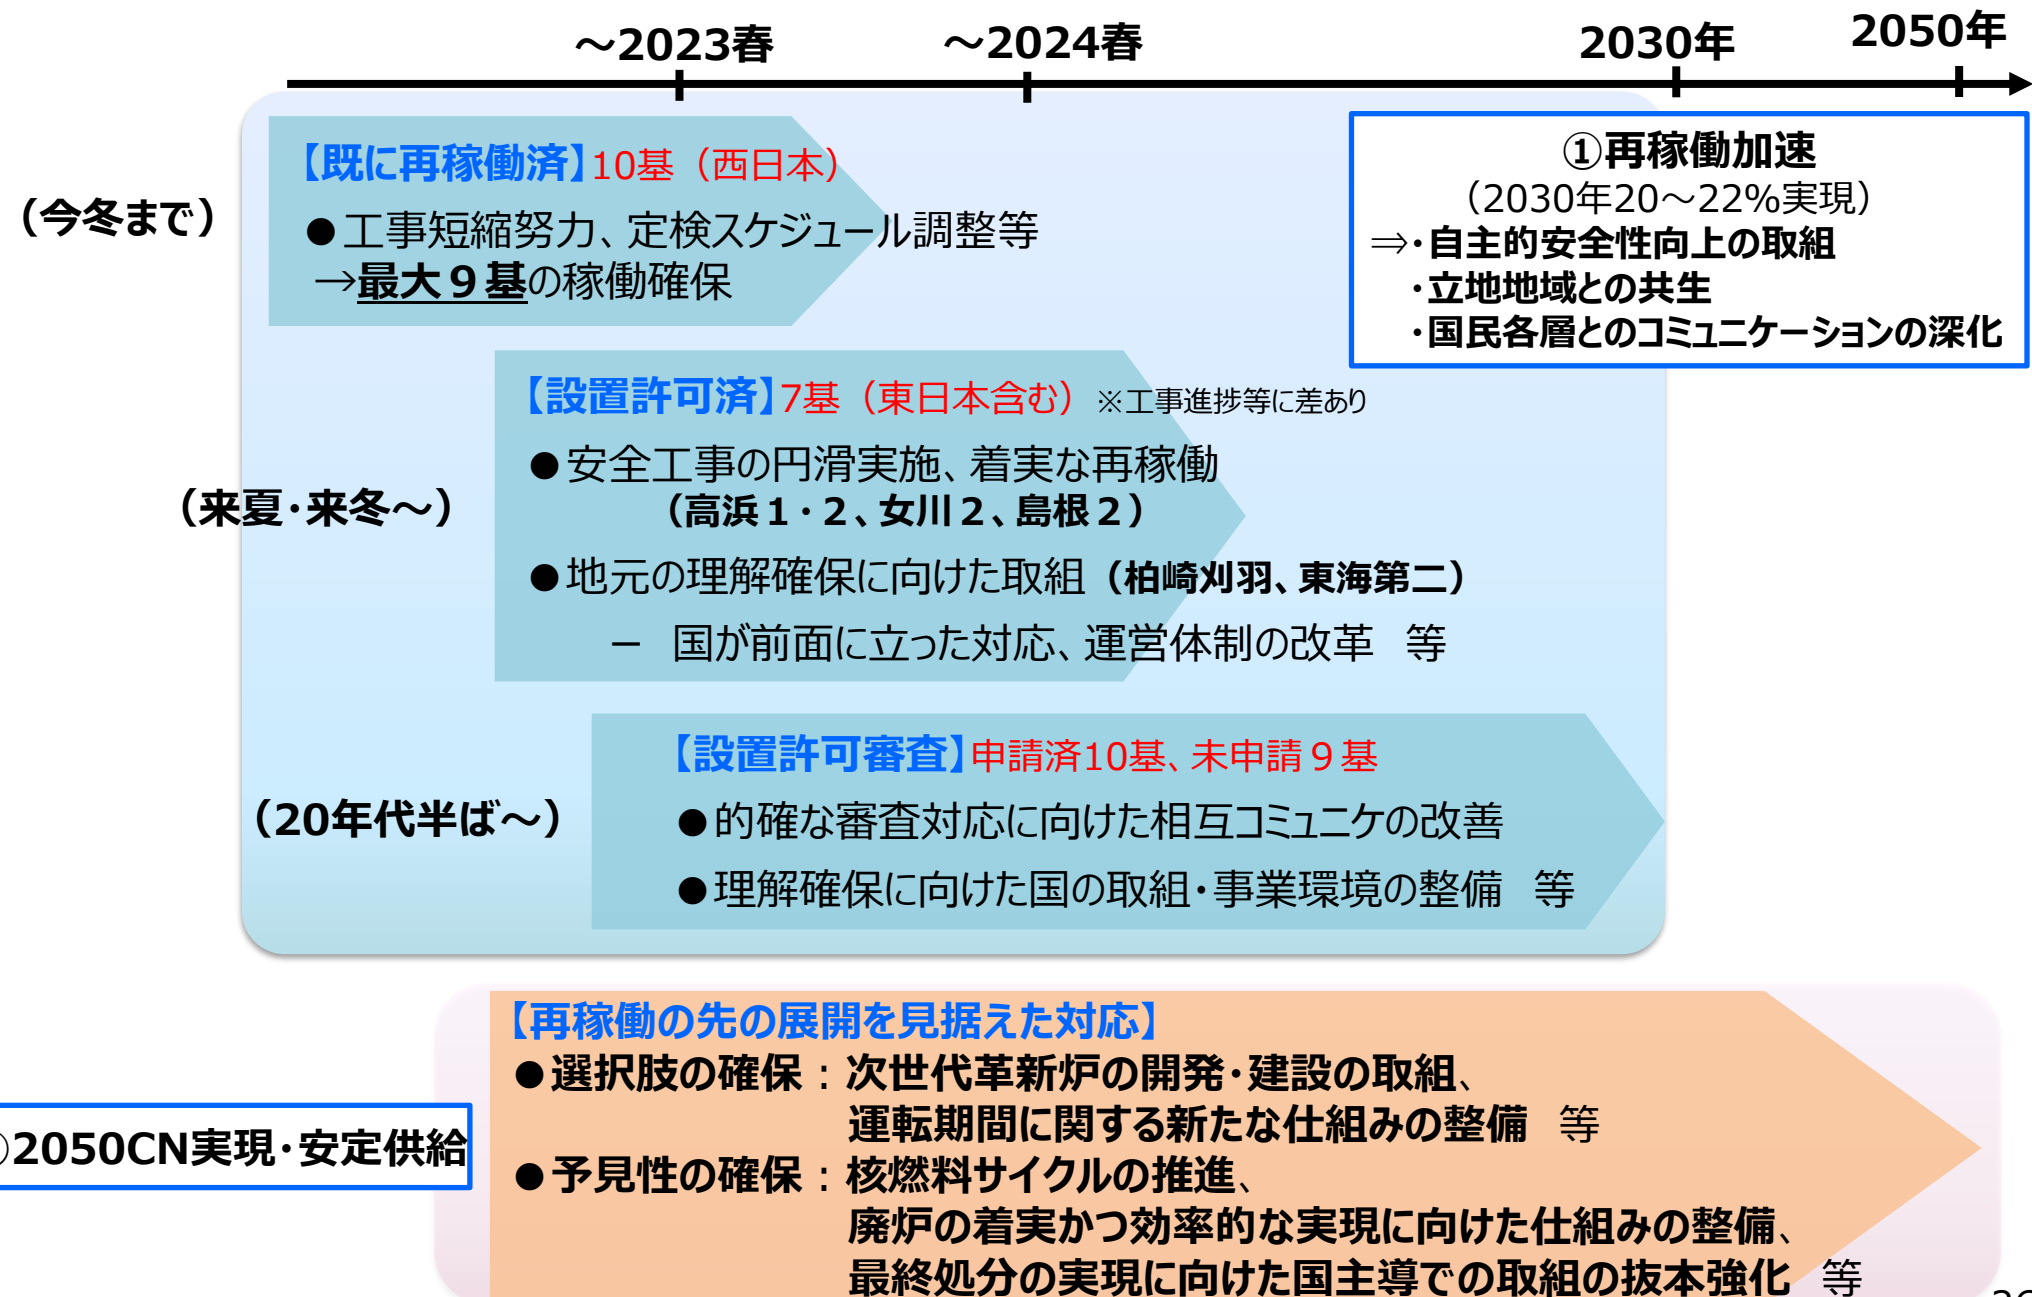 ～2023春
～2024春
2030年
2050年
【既に再稼働済】10基（西日本）
（今冬まで）
●工事短縮努力、定検スケジュール調整等
→最大９基の稼働確保
①再稼働加速
（2030年20～22%実現）
⇒・自主的安全性向上の取組
・立地地域との共生
・国民各層とのコミュニケーションの深化
【設置許可済】7基（東日本含む）※工事進捗等に差あり
（来夏・来冬～）
●安全工事の円滑実施、着実な再稼働
（高浜１・２、女川２、島根２）
●地元の理解確保に向けた取組（柏崎刈羽、東海第二）
－　国が前面に立った対応、運営体制の改革　等
【設置許可審査】申請済10基、未申請９基
（20年代半ば～）
●的確な審査対応に向けた相互コミュニケの改善
●理解確保に向けた国の取組・事業環境の整備　等
【再稼働の先の展開を見据えた対応】
●選択肢の確保：次世代革新炉の開発・建設の取組、
運転期間に関する新たな仕組みの整備　等
2050CN実現・安定供給
●予見性の確保：核燃料サイクルの推進、
廃炉の着実かつ効率的な実現に向けた仕組みの整備、
最終処分の実現に向けた国主導での取組の抜本強化　等